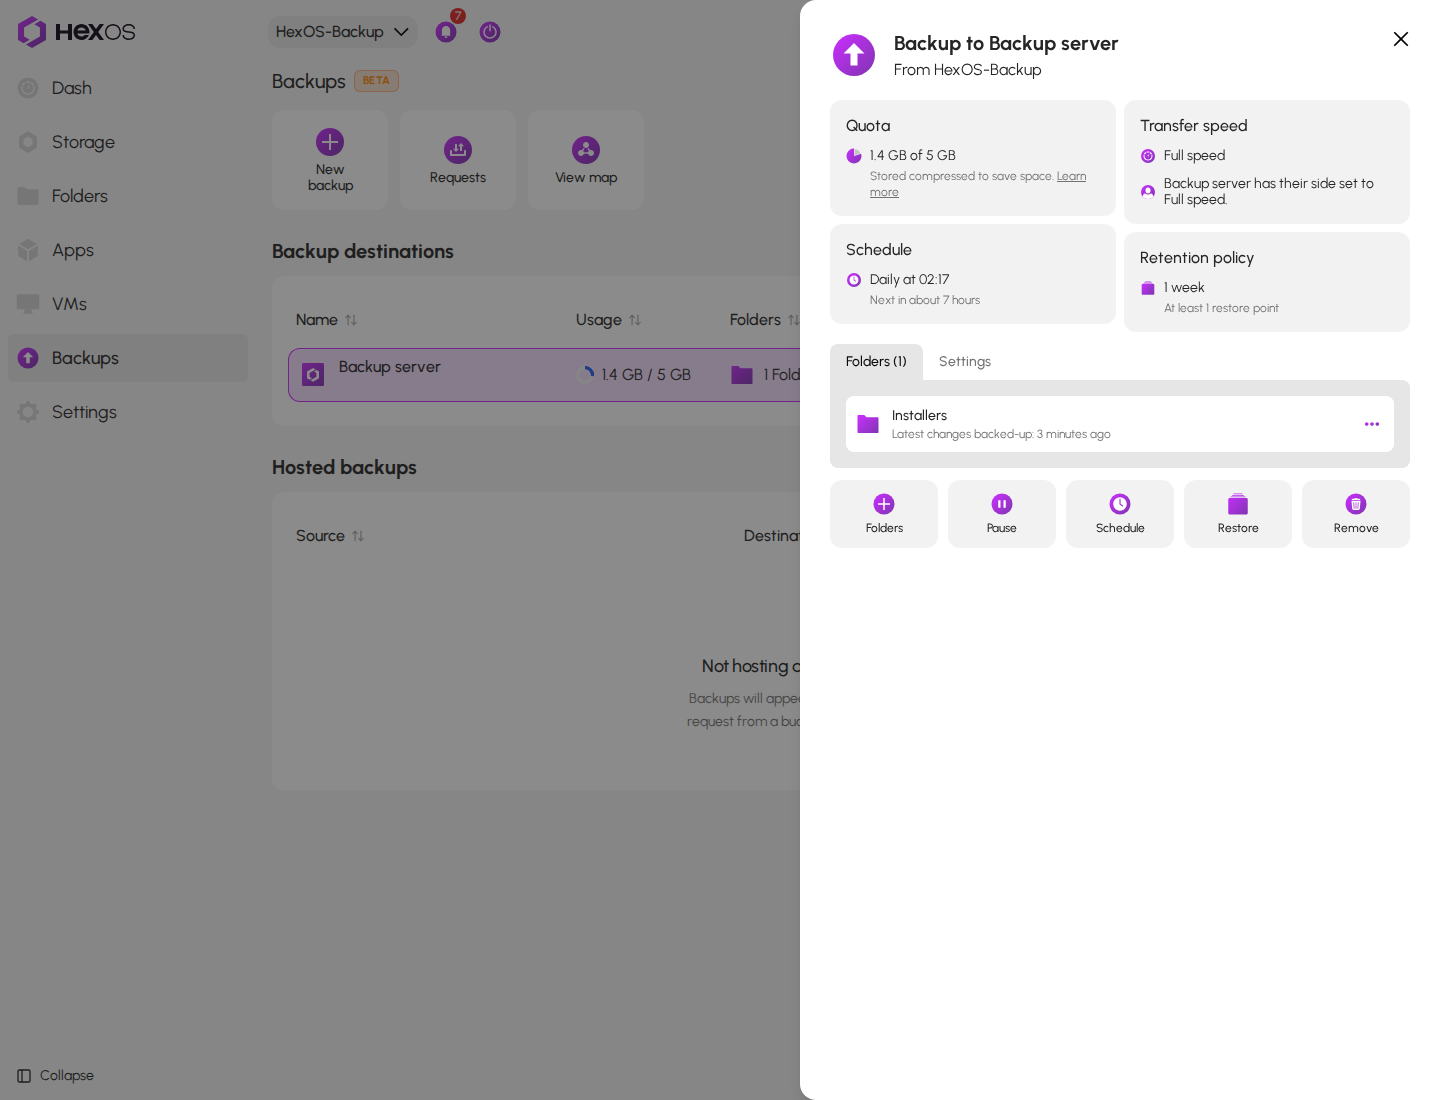 HexOS
HexOS-Backup
7
Dash
Storage
Folders
Apps
VMs
Backups
Settings
Collapse
Backups BETA
New
backup
Requests
View map
Backup destinations
Name Usage Folders
Backup server 1.4 GB / 5 GB 1 Fold
Hosted backups
Source Destinat
Not hosting
Backups will appe
request from a bu
Backup to Backup server
From HexOS-Backup
Quota
1.4 GB of 5 GB
Stored compressed to save space. Learn
more
Transfer speed
Full speed
Backup server has their side set to
Full speed.
Schedule
Daily at 02:17
Next in about 7 hours
Retention policy
1 week
At least 1 restore point
Folders (1) Settings
Installers
Latest changes backed-up: 3 minutes ago
Folders
Pause
Schedule
Restore
Remove